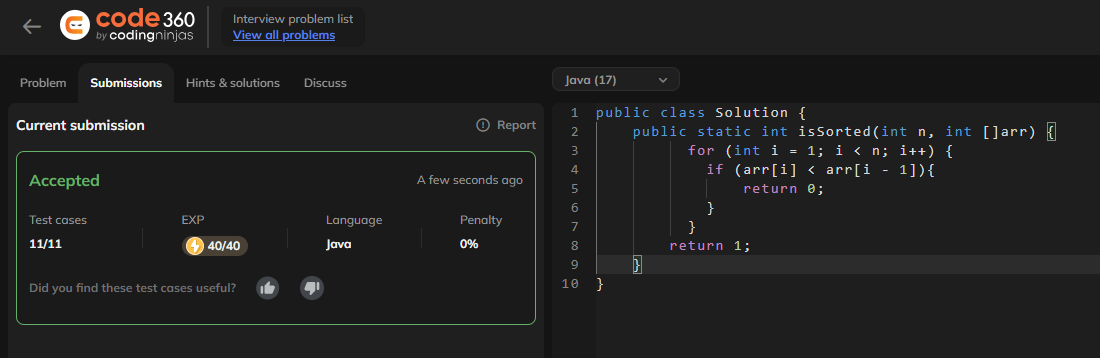 code 360
by codingninjas
Interview problem list
View all problems
Problem
Submissions
Hints & solutions
Discuss
Current submission
Report
Accepted
A few seconds ago
Test cases
EXP
Language
Penalty
11/11
40/40
Java
0%
Did you find these test cases useful?
Java (17)
1 public class Solution {
2     public static int isSorted(int n, int []arr) {
3           for (int i = 1; i < n; i++) {
4             if (arr[i] < arr[i - 1]){
5                 return 0;
6             }
7           }
8         return 1;
9     }
10 }